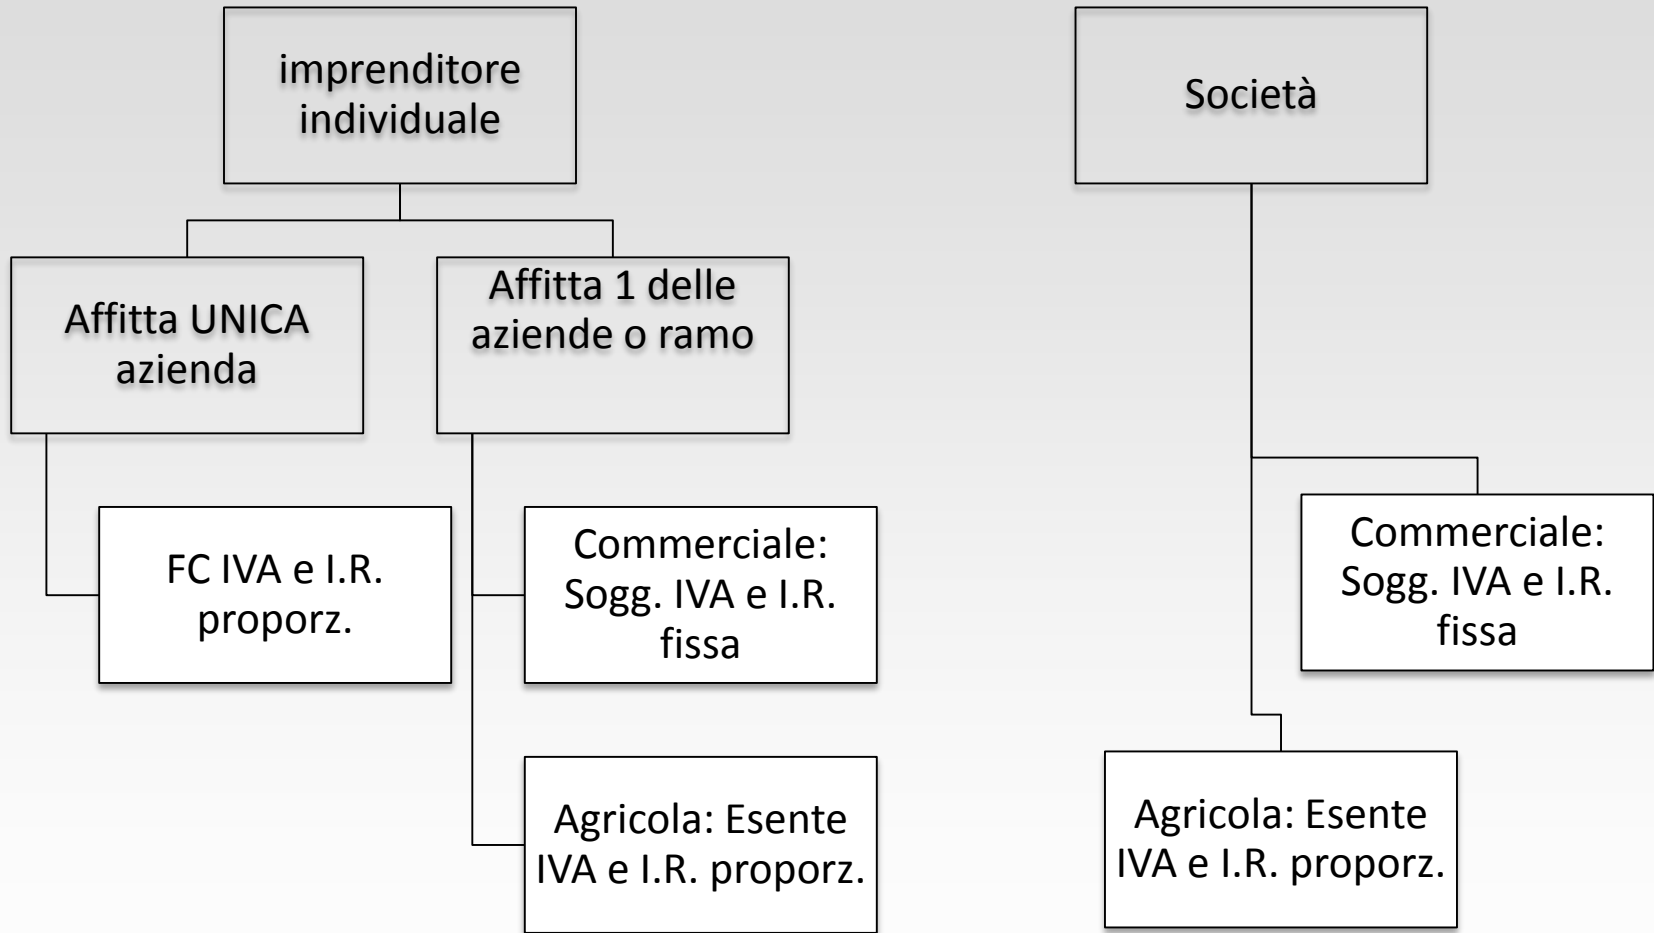 imprenditore
individuale
Società
Affitta UNICA
azienda
Affitta 1 delle
aziende o ramo
FC IVA e I.R.
proporz.
Commerciale:
Sogg. IVA e I.R.
fissa
Agricola: Esente
IVA e I.R. proporz.
Commerciale:
Sogg. IVA e I.R.
fissa
Agricola: Esente
IVA e I.R. proporz.